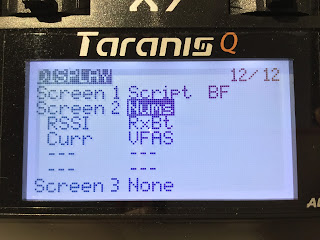 X7
Taranis Q
DISPLAY 12/12
Screen 1 Script BF
Screen 2 Nums
RSSI RxBt
Curr VFAS
--- ---
--- ---
Screen 3 None